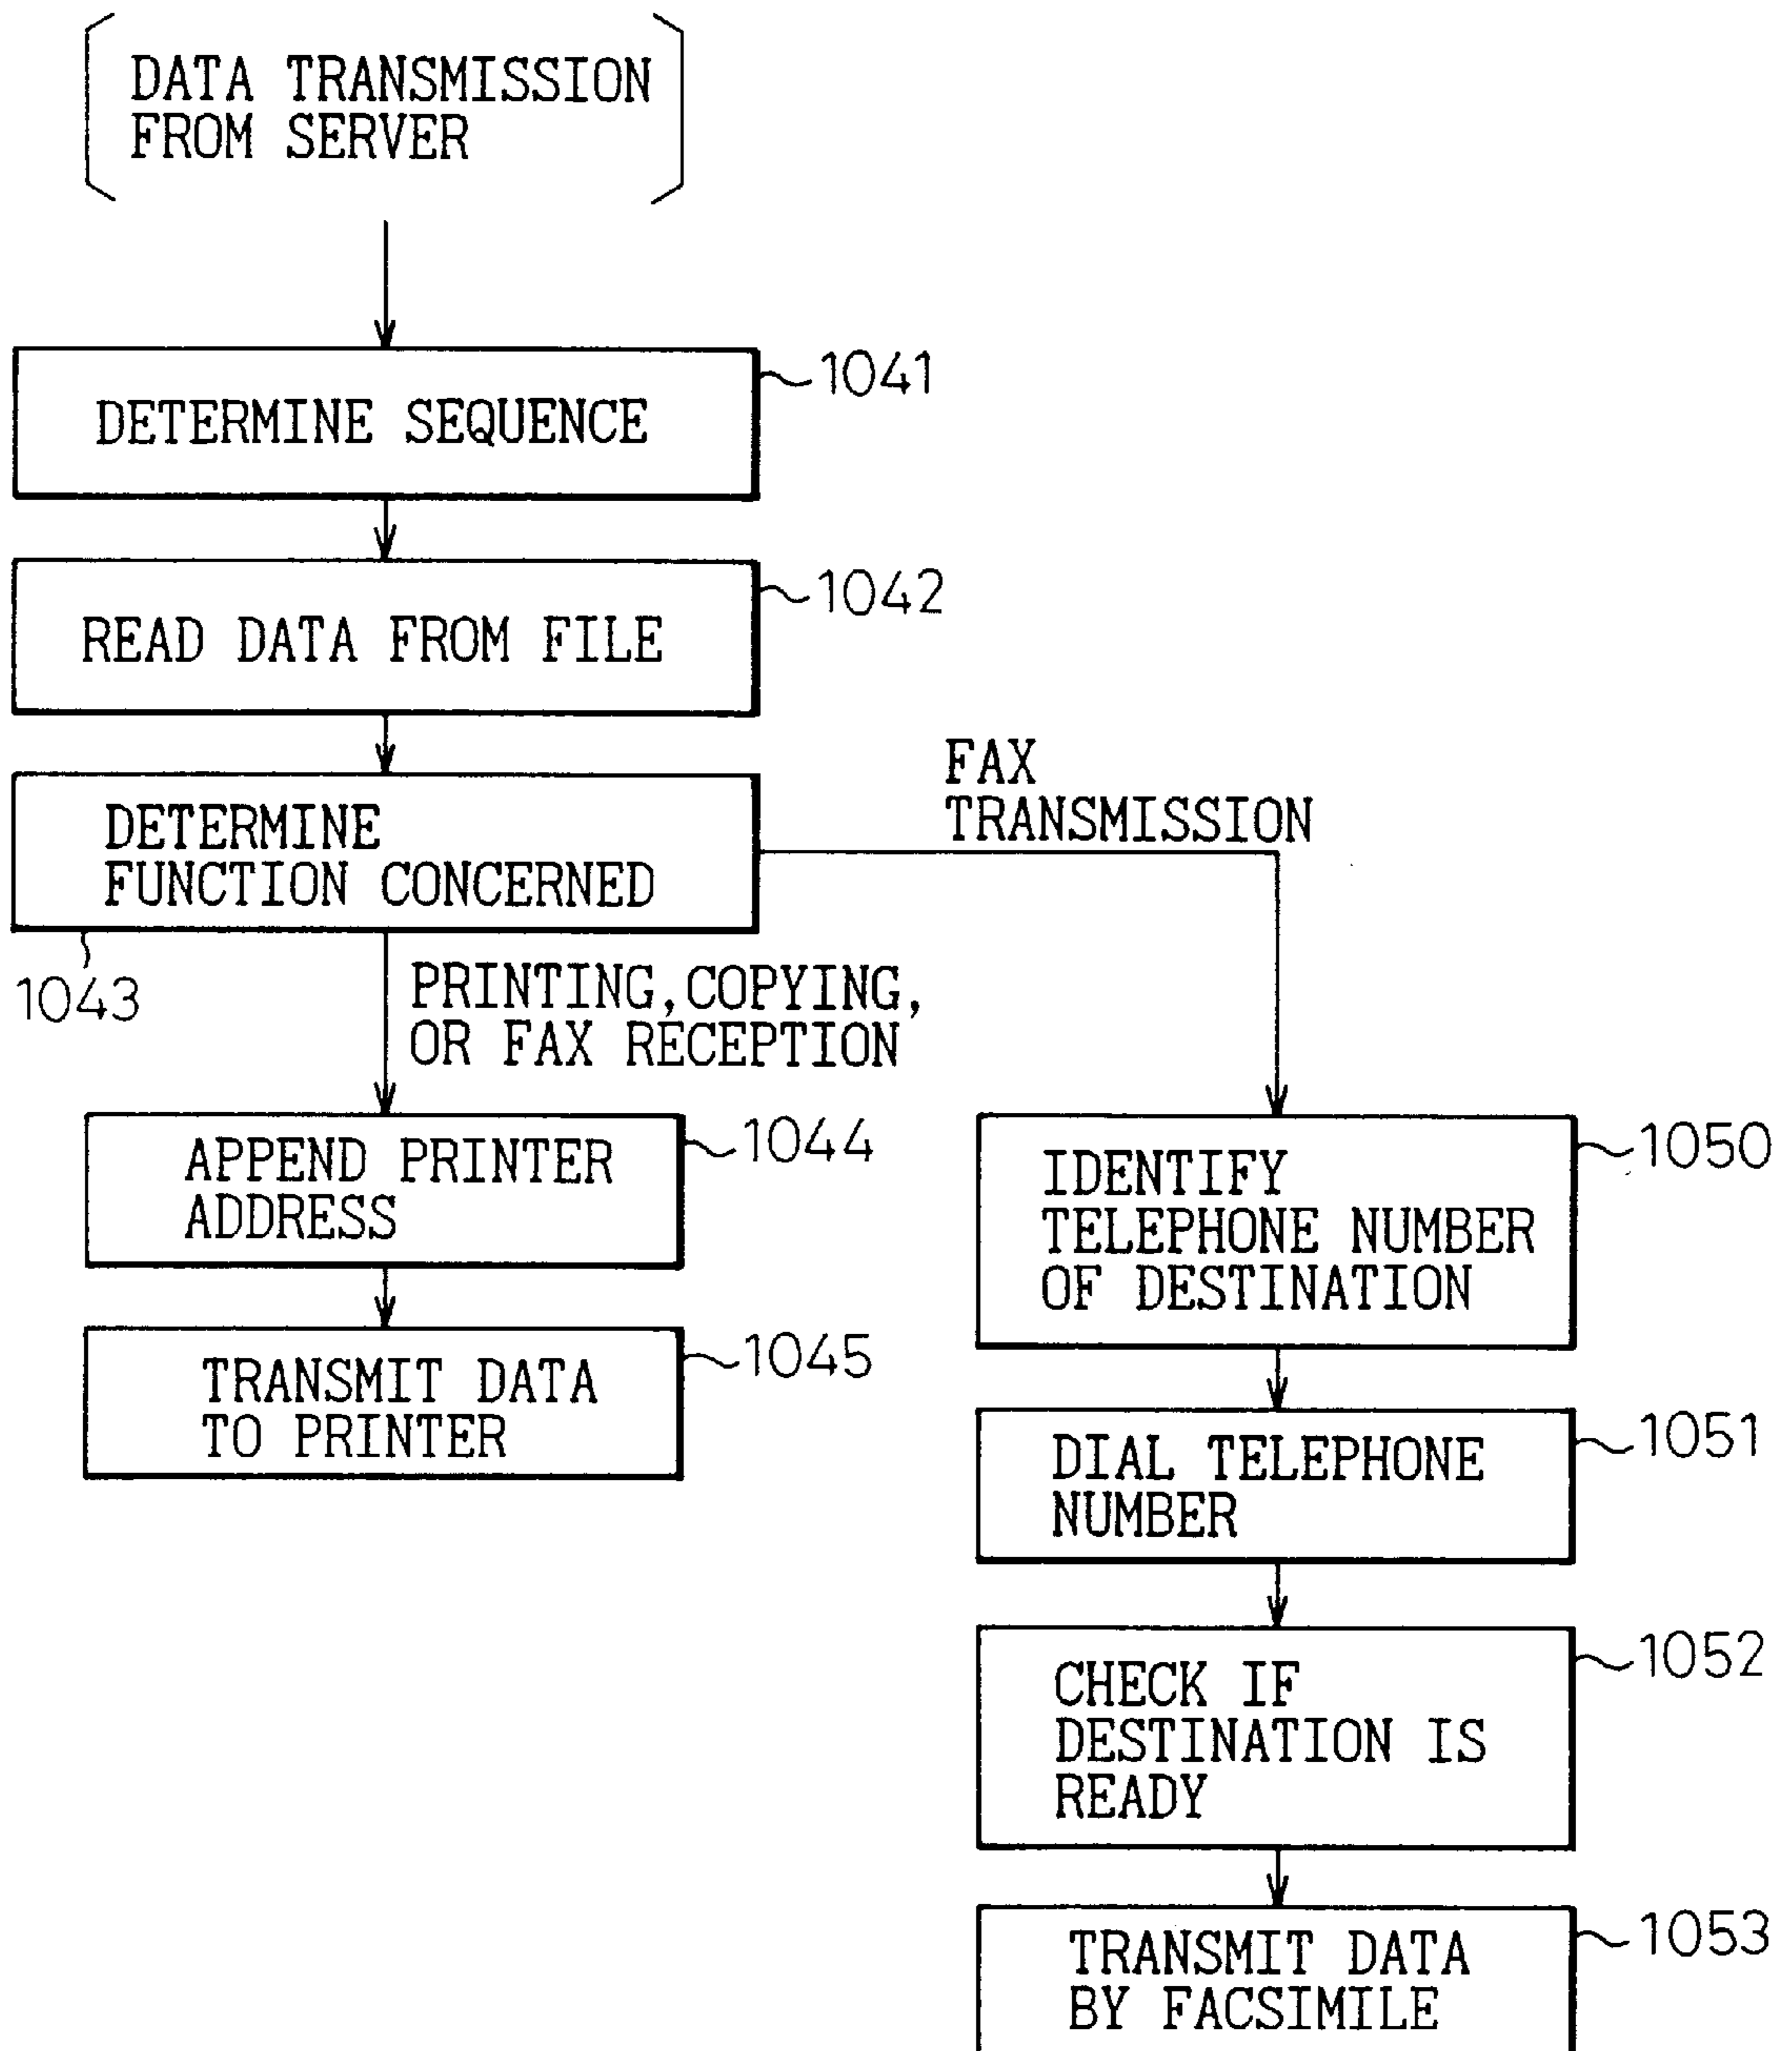 DATA TRANSMISSION
FROM SERVER
1041
DETERMINE SEQUENCE
1042
READ DATA FROM FILE
FAX
TRANSMISSION
DETERMINE
FUNCTION CONCERNED
1043
PRINTING, COPYING,
OR FAX RECEPTION
1044
APPEND PRINTER
ADDRESS
1045
TRANSMIT DATA
TO PRINTER
1050
IDENTIFY
TELEPHONE NUMBER
OF DESTINATION
1051
DIAL TELEPHONE
NUMBER
1052
CHECK IF
DESTINATION IS
READY
1053
TRANSMIT DATA
BY FACSIMILE